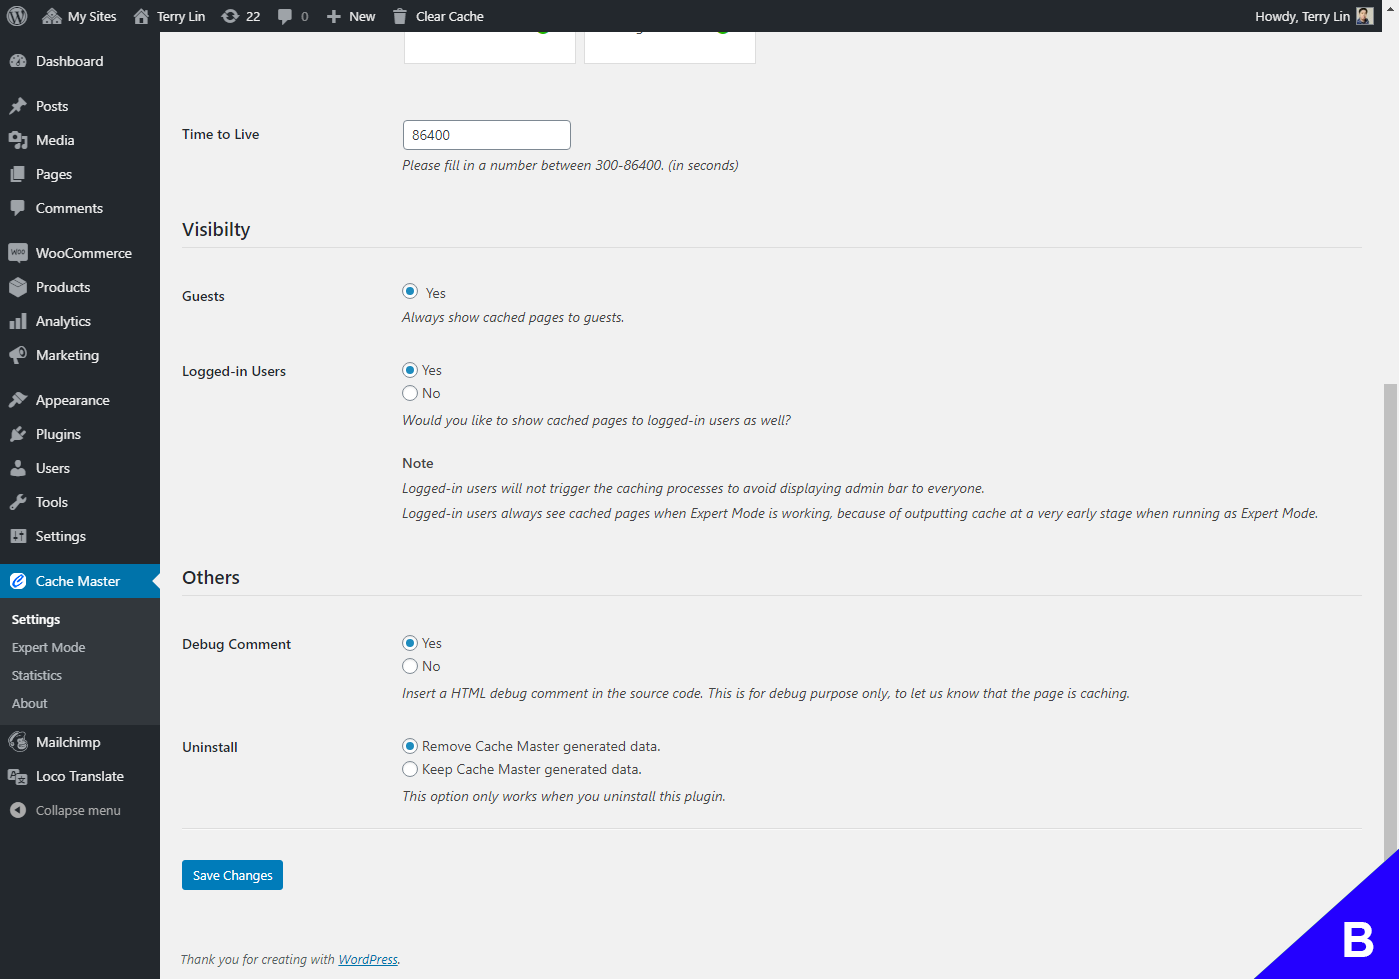 My Sites
Terry Lin
22
0
New
Clear Cache
Howdy, Terry Lin
Dashboard
Posts
Media
Pages
Comments
WooCommerce
Products
Analytics
Marketing
Appearance
Plugins
Users
Tools
Settings
Cache Master
Settings
Expert Mode
Statistics
About
Mailchimp
Loco Translate
Collapse menu
Time to Live
86400
Please fill in a number between 300-86400. (in seconds)
Visibilty
Guests
Yes
Always show cached pages to guests.
Logged-in Users
Yes
No
Would you like to show cached pages to logged-in users as well?
Note
Logged-in users will not trigger the caching processes to avoid displaying admin bar to everyone.
Logged-in users always see cached pages when Expert Mode is working, because of outputting cache at a very early stage when running as Expert Mode.
Others
Debug Comment
Yes
No
Insert a HTML debug comment in the source code. This is for debug purpose only, to let us know that the page is caching.
Uninstall
Remove Cache Master generated data.
Keep Cache Master generated data.
This option only works when you uninstall this plugin.
Save Changes
Thank you for creating with WordPress.
B